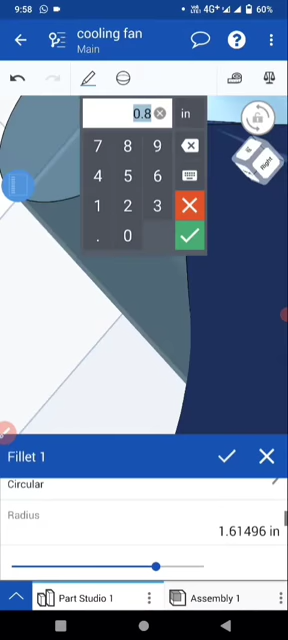 9:58 4G+ 60%
cooling fan
Main
0.8 in
7 8 9
4 5 6
1 2 3
. 0
Right
Fillet 1
Circular
Radius
1.61496 in
Part Studio 1 Assembly 1